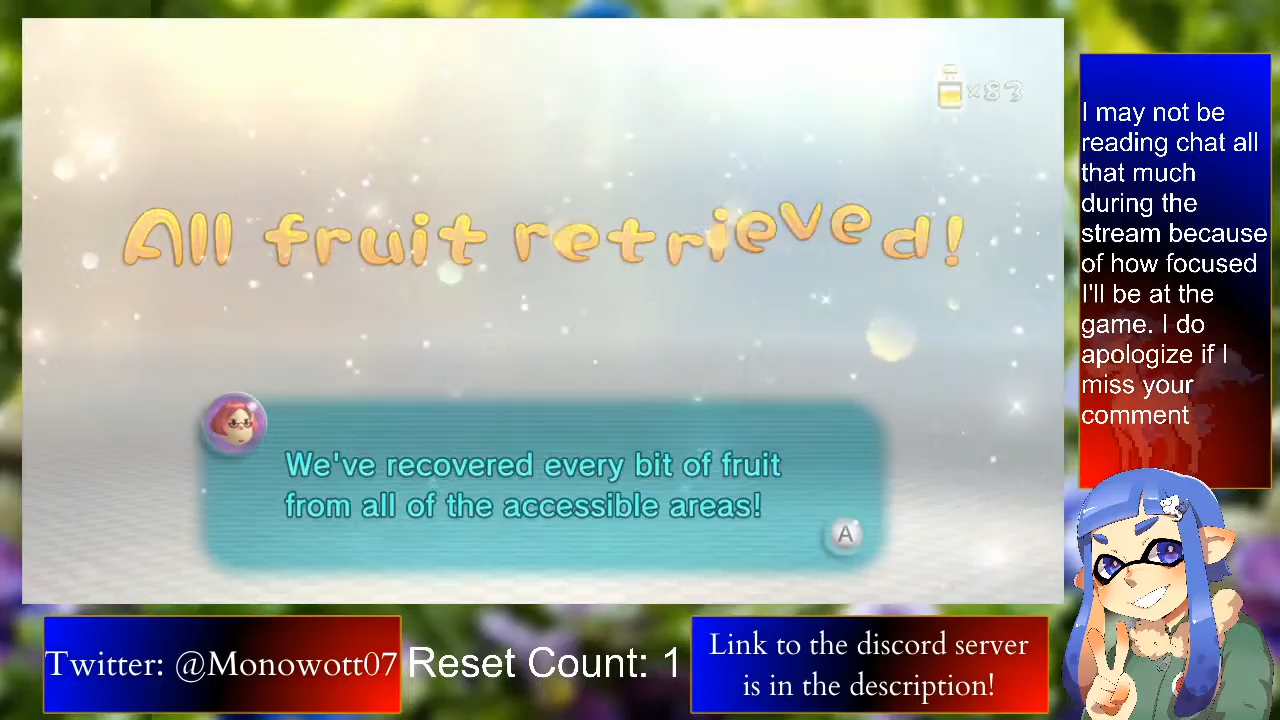 ×83
All fruit retrieved!
We've recovered every bit of fruit
from all of the accessible areas!
A
I may not be
reading chat all
that much
during the
stream because
of how focused
I'll be at the
game. I do
apologize if I
miss your
comment
Twitter: @Monowott07
Reset Count: 1
Link to the discord server
is in the description!